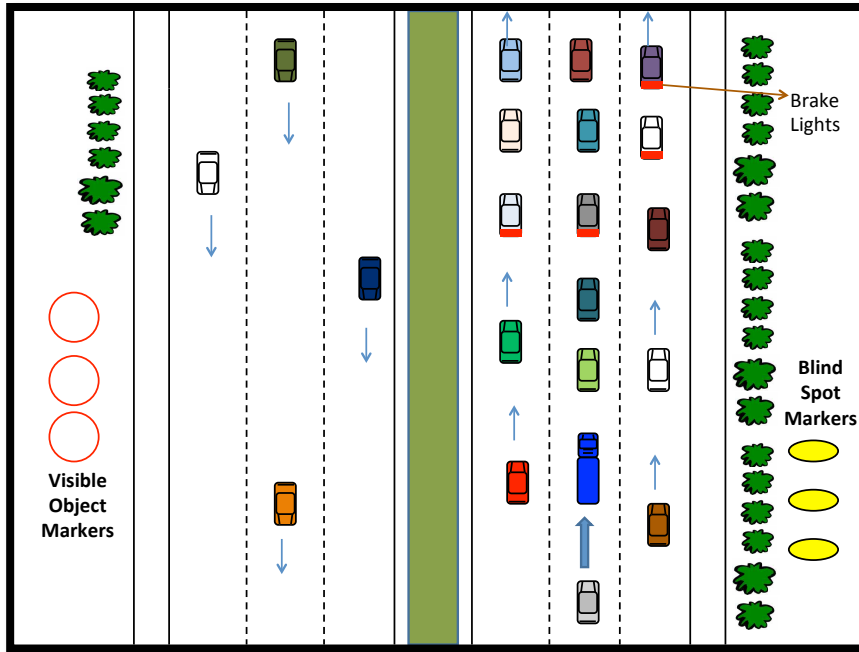 Brake
Lights
Blind
Spot
Markers
Visible
Object
Markers